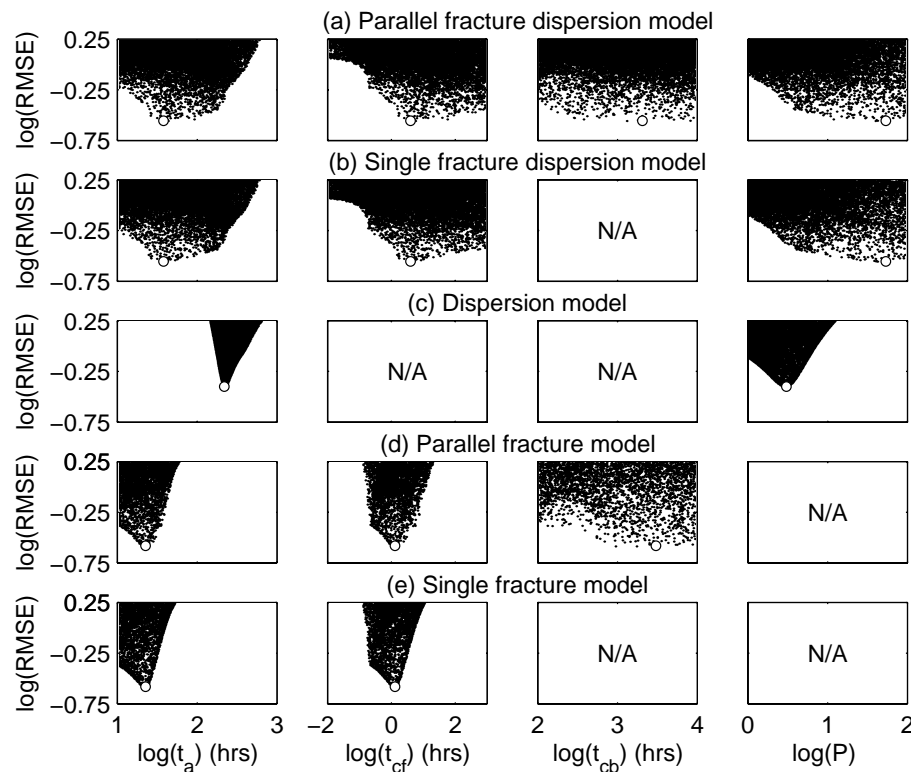 (a) Parallel fracture dispersion model
log(RMSE)
0.25
−0.25
−0.75
(b) Single fracture dispersion model
log(RMSE)
0.25
−0.25
−0.75
N/A
(c) Dispersion model
log(RMSE)
0.25
−0.25
−0.75
N/A
N/A
(d) Parallel fracture model
log(RMSE)
0.25
−0.25
−0.75
N/A
(e) Single fracture model
log(RMSE)
0.25
−0.25
−0.75
N/A
N/A
1 2 3
−2 0 2
2 3 4
0 1 2
log(t_a) (hrs)
log(t_cf) (hrs)
log(t_cb) (hrs)
log(P)